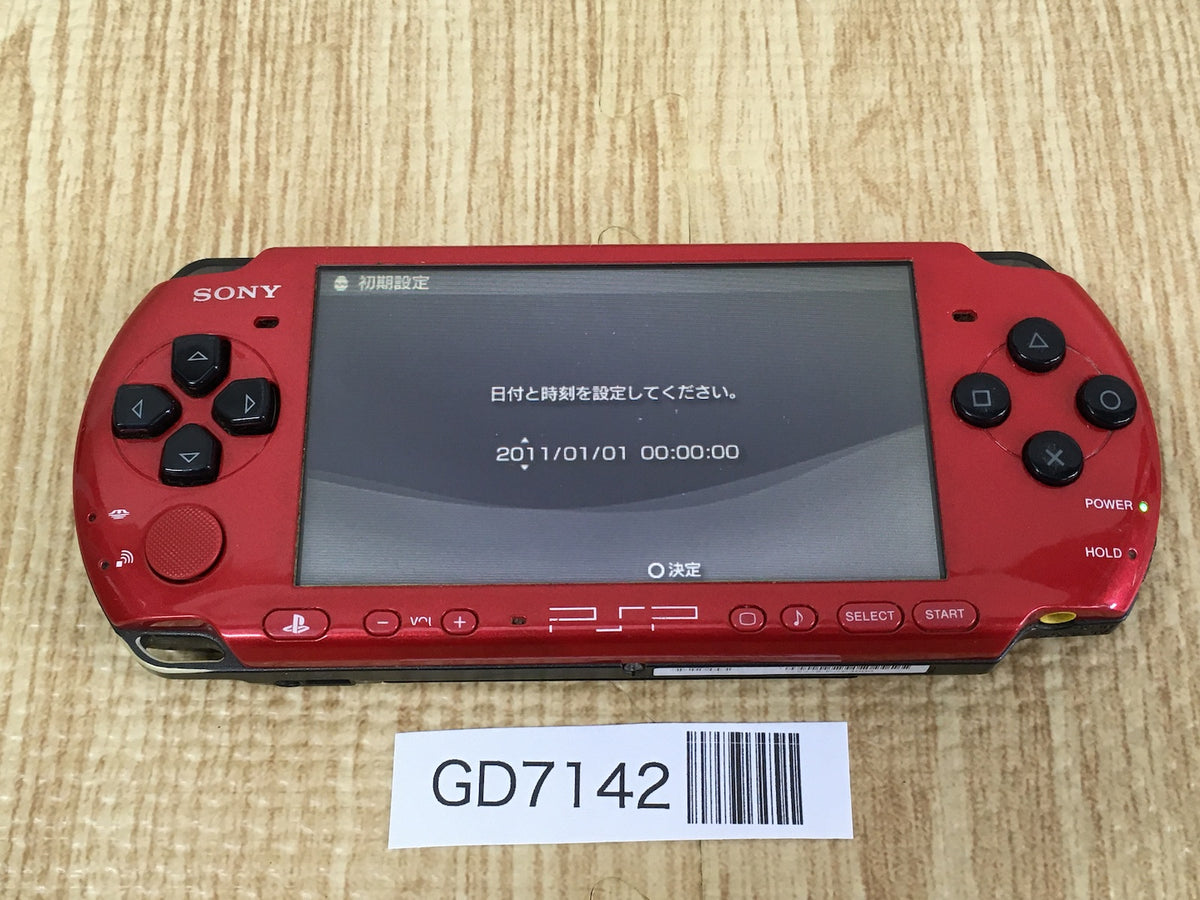 SONY
初期設定
日付と時刻を設定してください。
2011/01/01 00:00:00
決定
POWER
HOLD
VOL
PSP
SELECT
START
GD7142